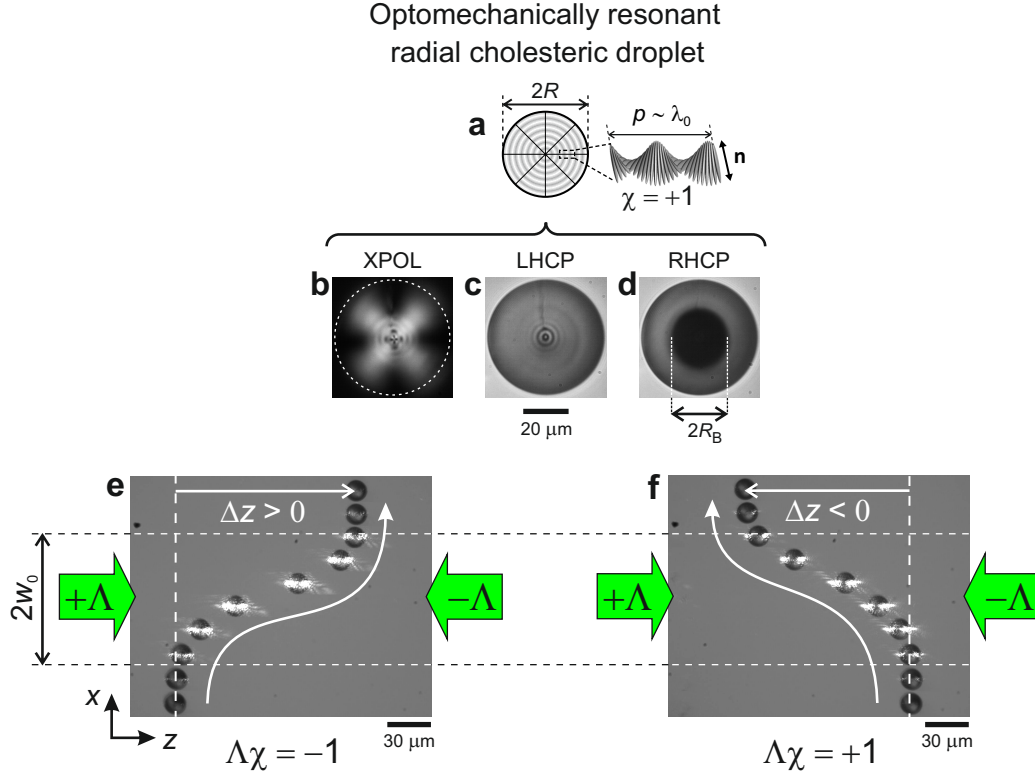 Optomechanically resonant
radial cholesteric droplet
a
2R
p ~ λ₀
n
χ = +1
XPOL
LHCP
RHCP
b
c
d
20 μm
2R_B
e
f
Δz > 0
Δz < 0
2w₀
+Λ
−Λ
+Λ
−Λ
x
z
30 μm
30 μm
Λχ = −1
Λχ = +1